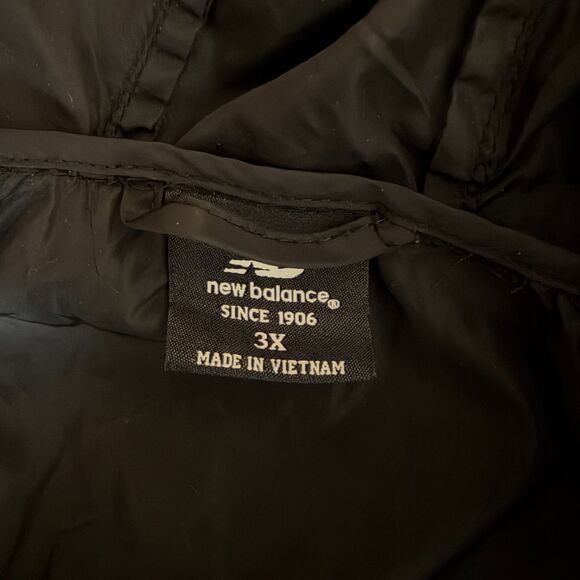 new balance®
SINCE 1906
3X
MADE IN VIETNAM